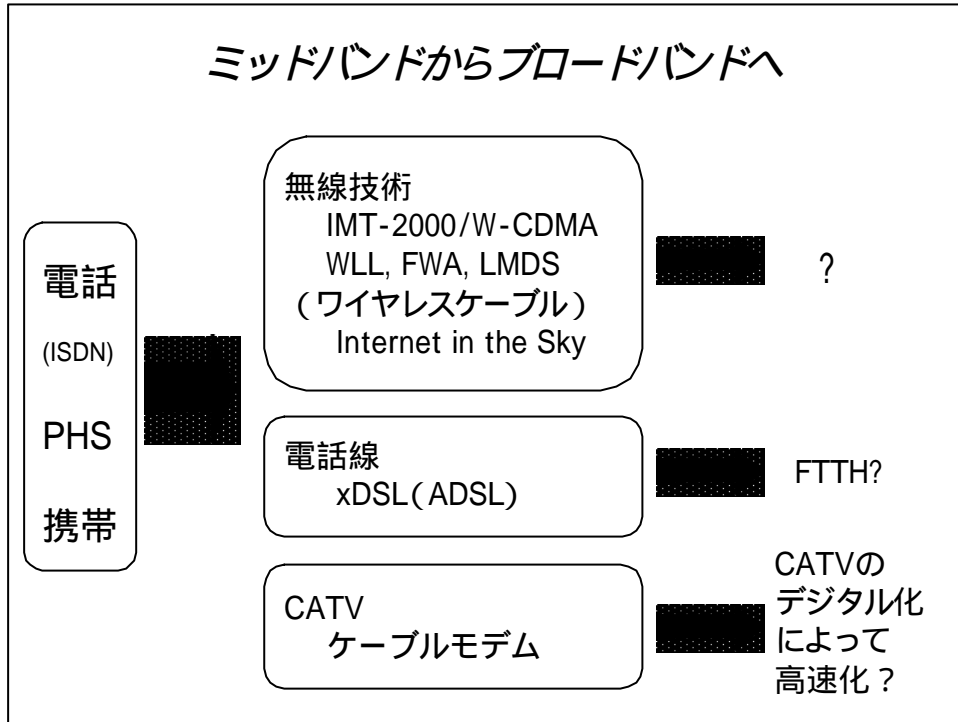 ミッドバンドからブロードバンドへ
電話
(ISDN)
PHS
携帯
無線技術
IMT-2000/W-CDMA
WLL, FWA, LMDS
(ワイヤレスケーブル)
Internet in the Sky
?
電話線
xDSL(ADSL)
FTTH?
CATV
ケーブルモデム
CATVの
デジタル化
によって
高速化？